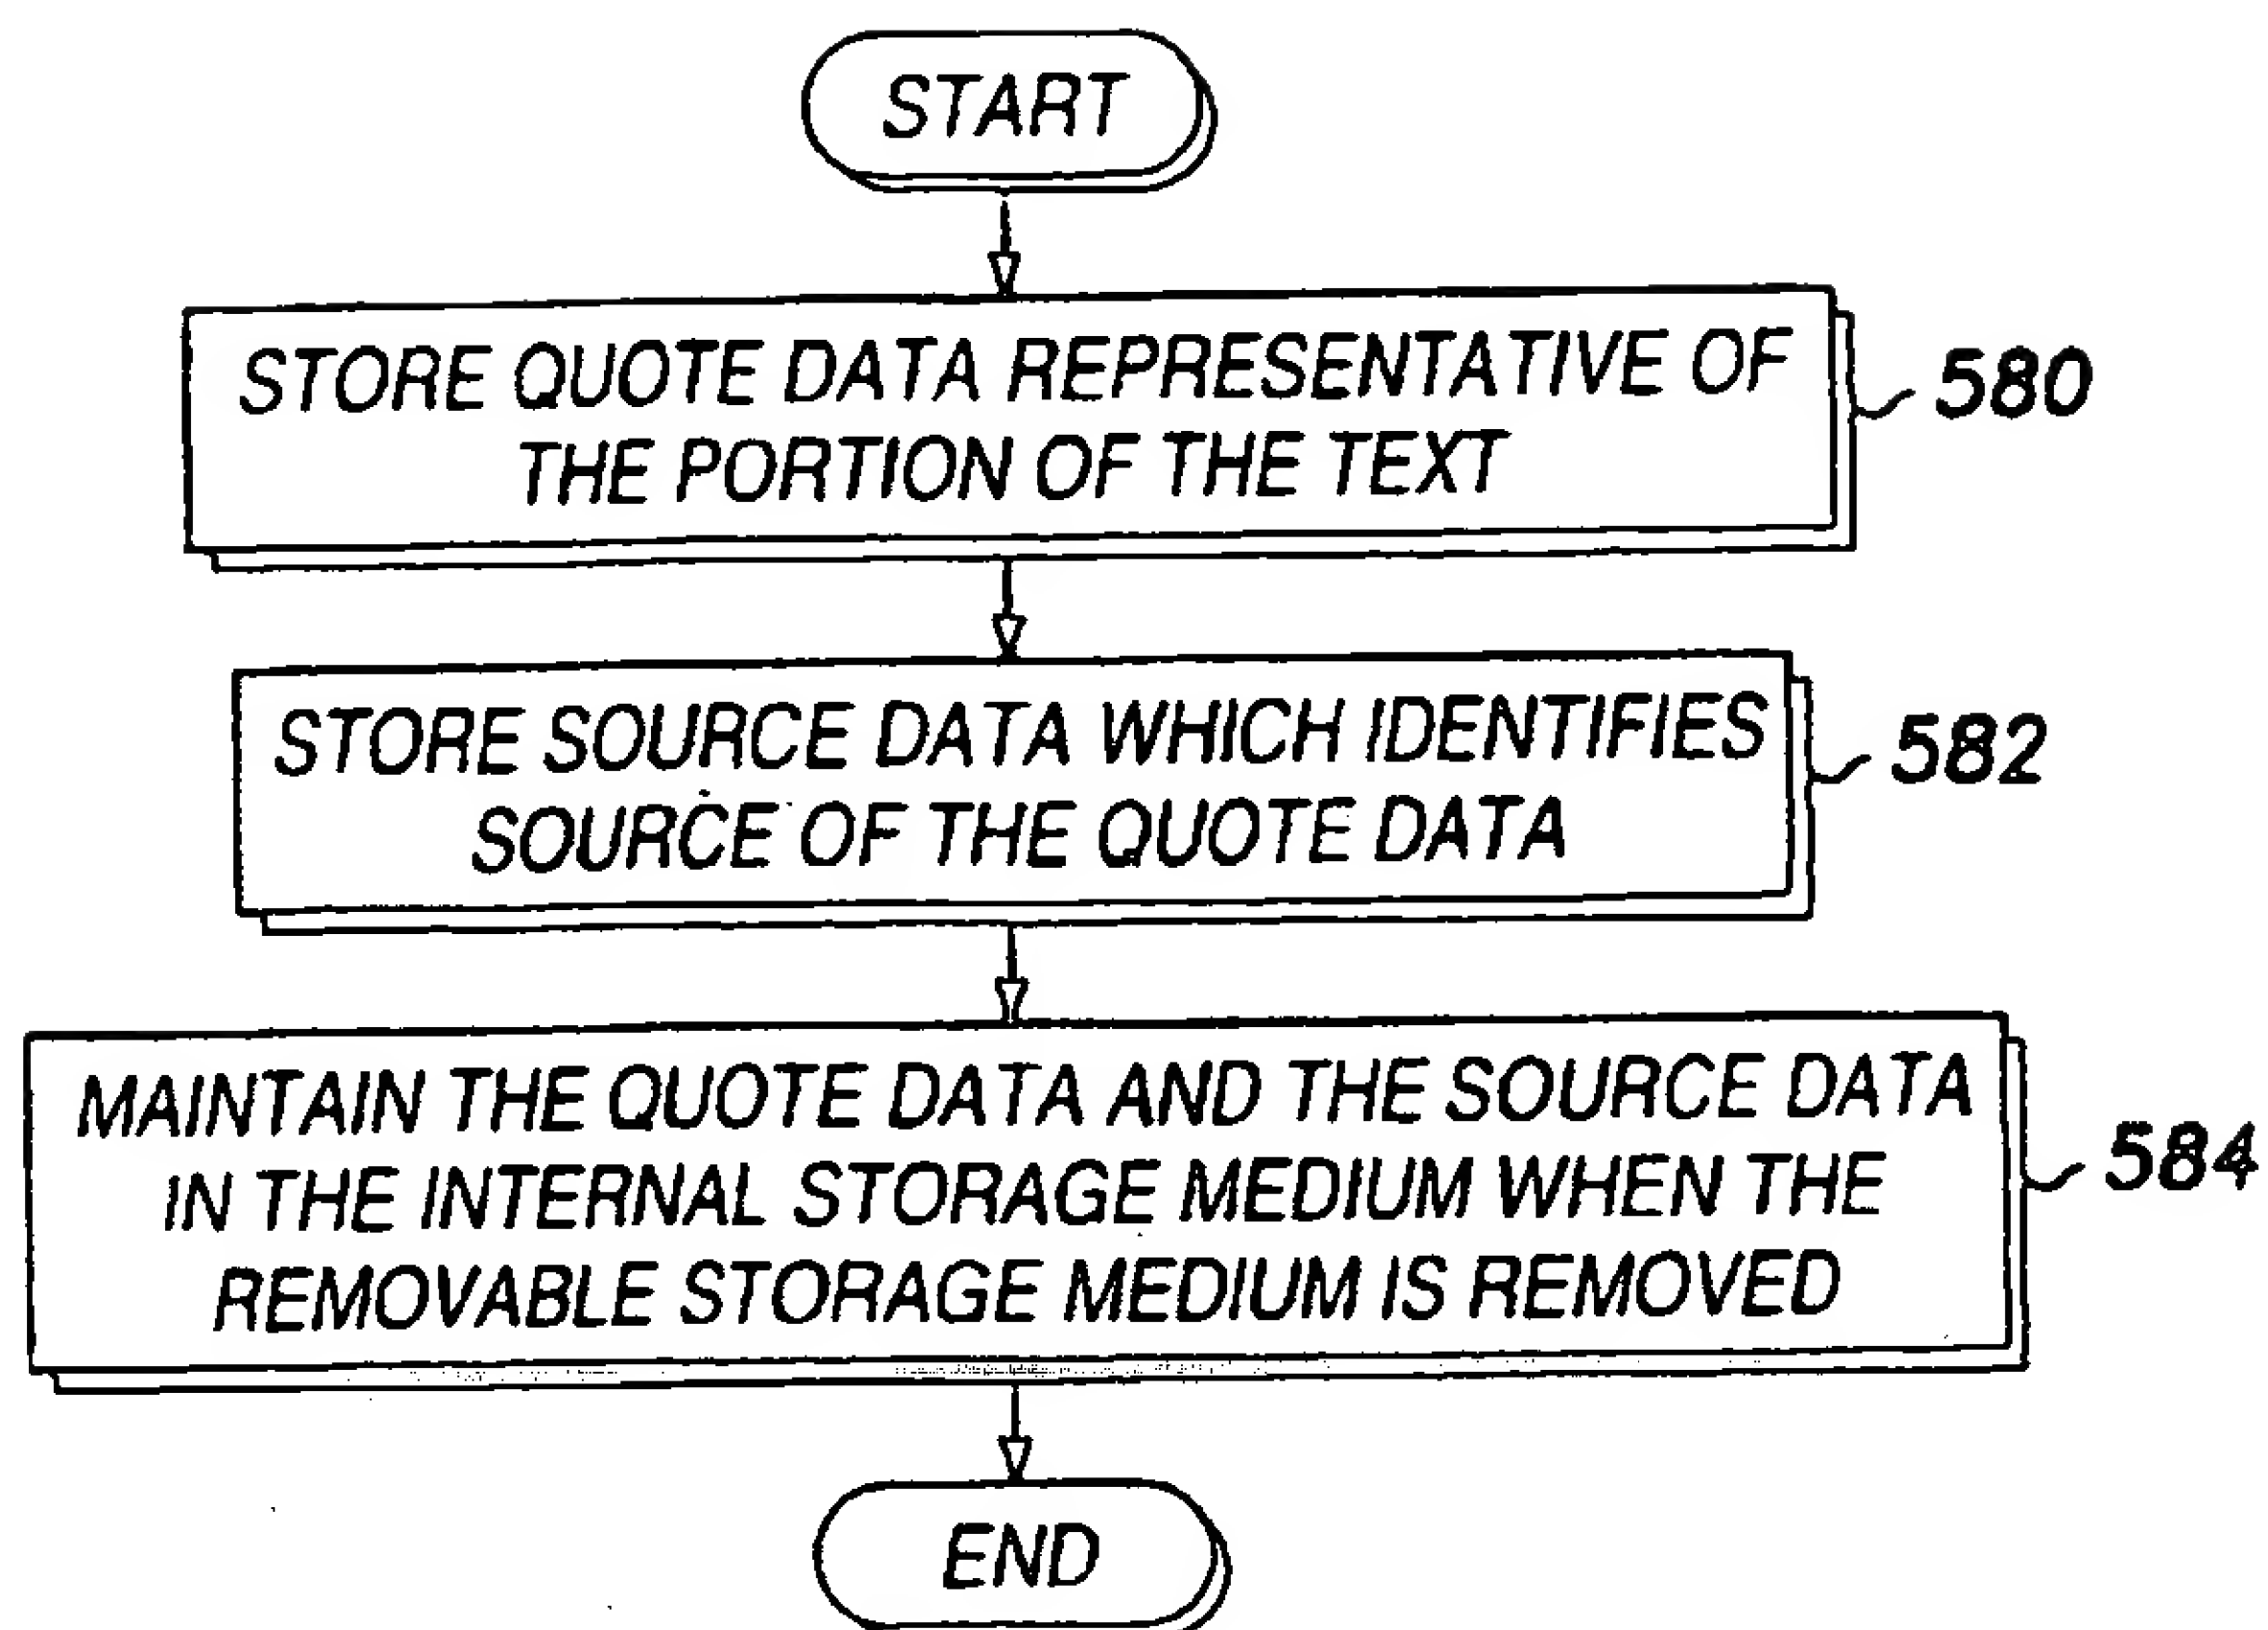 START
STORE QUOTE DATA REPRESENTATIVE OF
THE PORTION OF THE TEXT
580
STORE SOURCE DATA WHICH IDENTIFIES
SOURCE OF THE QUOTE DATA
582
MAINTAIN THE QUOTE DATA AND THE SOURCE DATA
IN THE INTERNAL STORAGE MEDIUM WHEN THE
REMOVABLE STORAGE MEDIUM IS REMOVED
584
END